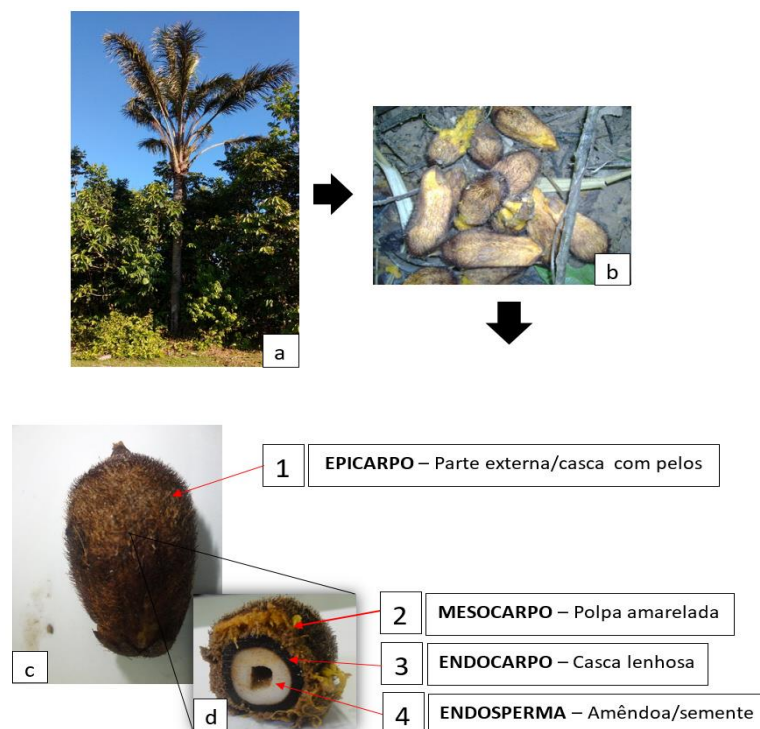 a
b
1 EPICARPO – Parte externa/casca com pelos
c
2 MESOCARPO – Polpa amarelada
3 ENDOCARPO – Casca lenhosa
d
4 ENDOSPERMA – Amêndoa/semente